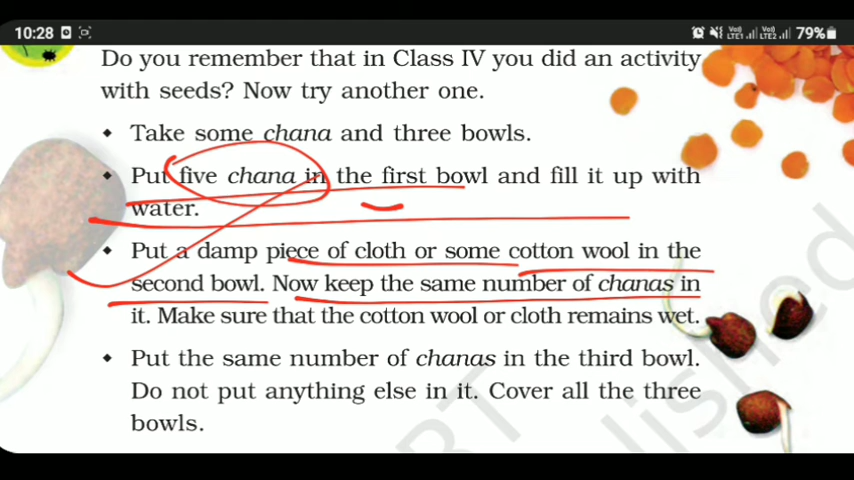 10:28
Vo)) LTE1 Vo)) LTE2 79%
Do you remember that in Class IV you did an activity
with seeds? Now try another one.
◆ Take some chana and three bowls.
◆ Put five chana in the first bowl and fill it up with
water.
◆ Put a damp piece of cloth or some cotton wool in the
second bowl. Now keep the same number of chanas in
it. Make sure that the cotton wool or cloth remains wet.
◆ Put the same number of chanas in the third bowl.
Do not put anything else in it. Cover all the three
bowls.